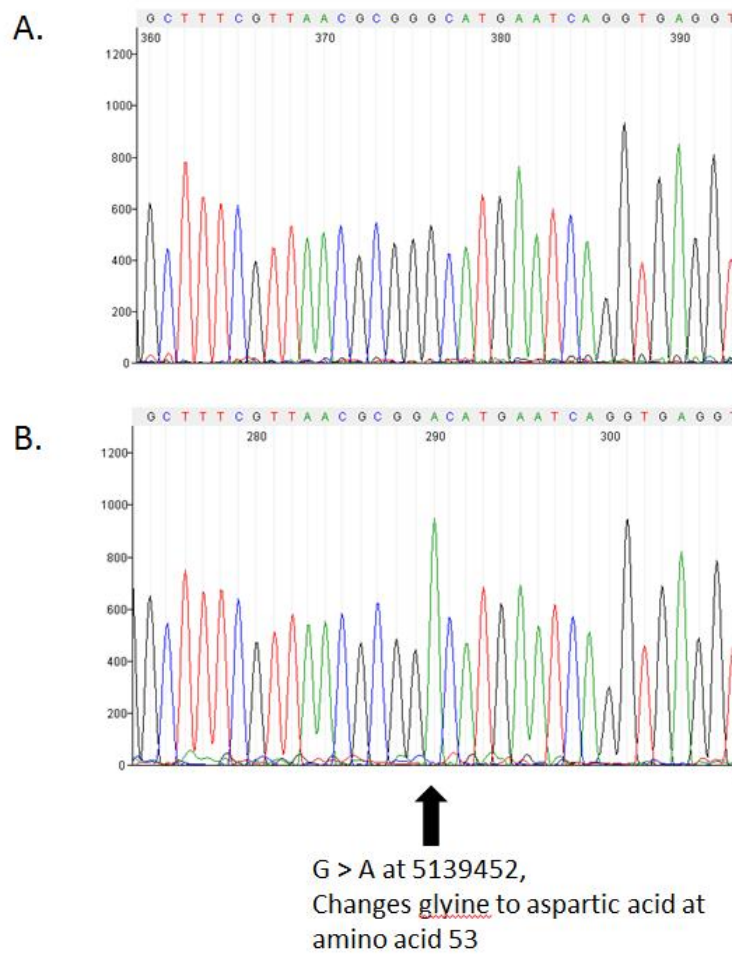 A.
G C T T T C G T T A A C G C G G G C A T G A A T C A G G T G A G G T
360 370 380 390
1200
1000
800
600
400
200
0
B.
G C T T T C G T T A A C G C G G A C A T G A A T C A G G T G A G G T
280 290 300
1200
1000
800
600
400
200
0
G > A at 5139452,
Changes glyine to aspartic acid at
amino acid 53